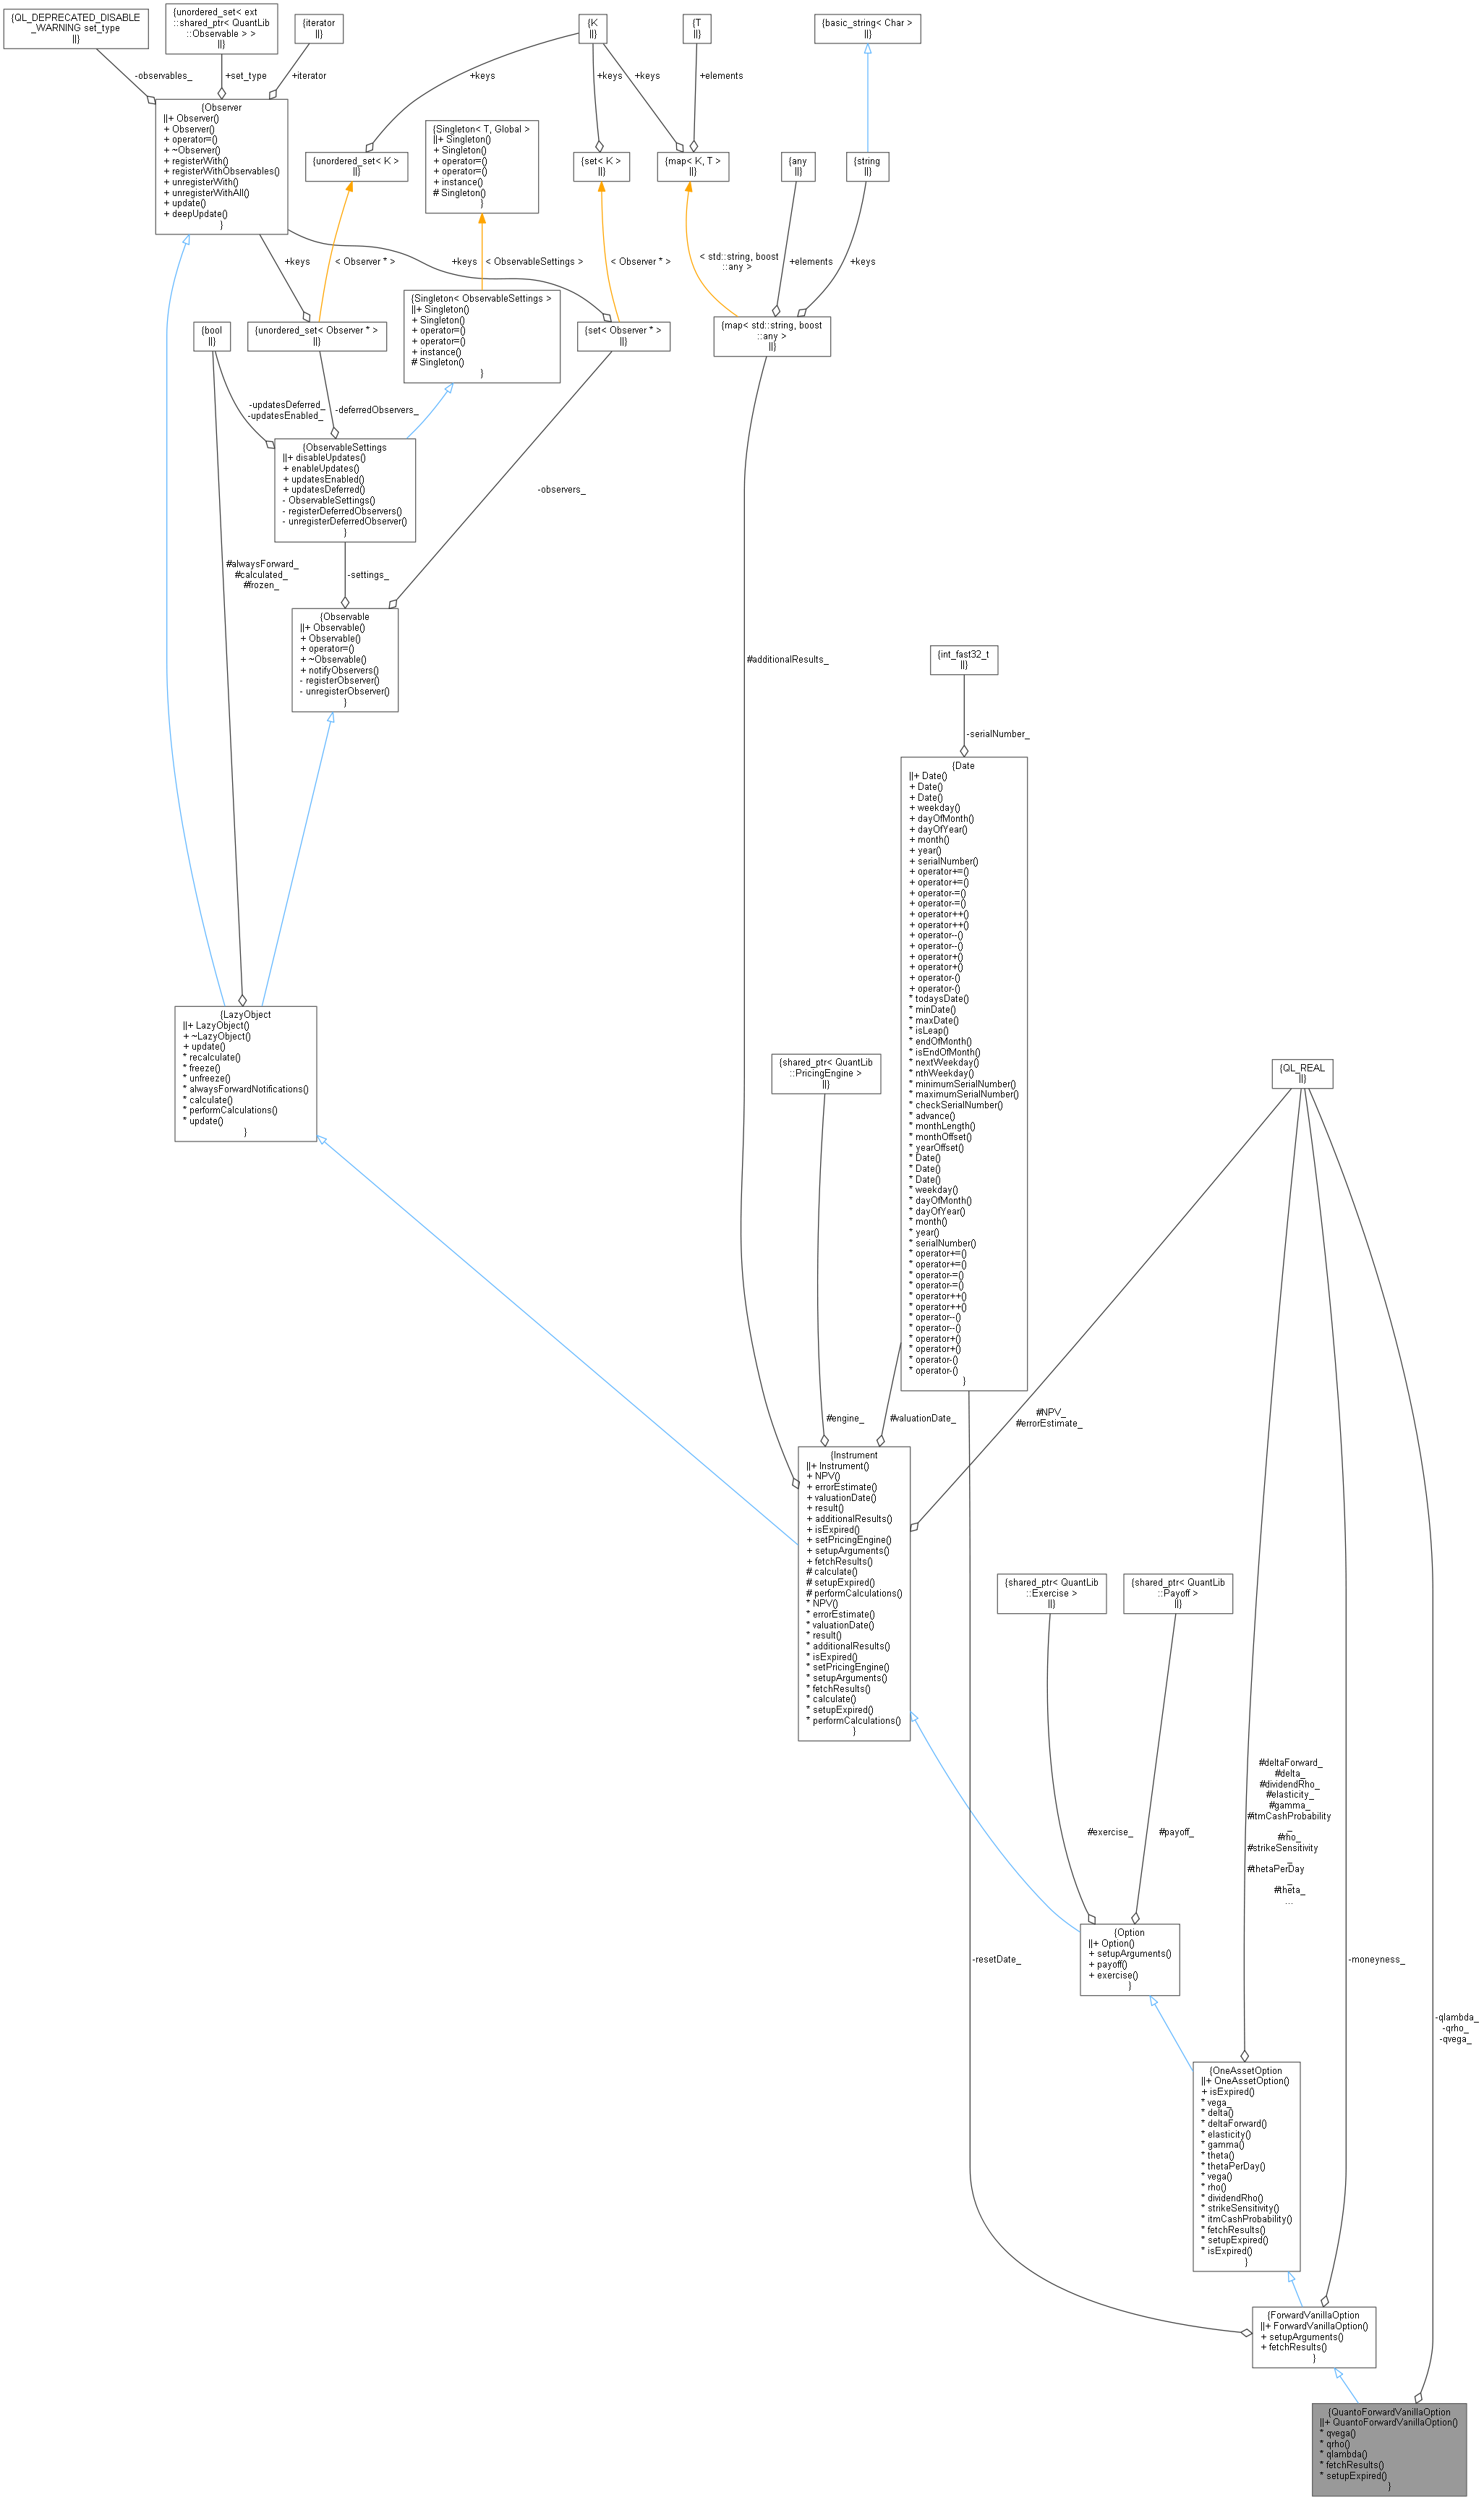 {QL_DEPRECATED_DISABLE
_WARNING set_type
||}
{unordered_set< ext
::shared_ptr< QuantLib
::Observable > >
||}
{iterator
||}
{K
||}
{T
||}
{basic_string< Char >
||}
-observables_
+set_type
+iterator
+keys
+keys
+keys
+elements
{Observer
||+ Observer()
+ Observer()
+ operator=()
+ ~Observer()
+ registerWith()
+ registerWithObservables()
+ unregisterWith()
+ unregisterWithAll()
+ update()
+ deepUpdate()
}
{unordered_set< K >
||}
{Singleton< T, Global >
||+ Singleton()
+ Singleton()
+ operator=()
+ operator=()
+ instance()
# Singleton()
}
{set< K >
||}
{map< K, T >
||}
{any
||}
{string
||}
+keys
< Observer * >
+keys
< ObservableSettings >
< Observer * >
< std::string, boost
::any >
+elements
+keys
{bool
||}
{unordered_set< Observer * >
||}
{Singleton< ObservableSettings >
||+ Singleton()
+ Singleton()
+ operator=()
+ operator=()
+ instance()
# Singleton()
}
{set< Observer * >
||}
{map< std::string, boost
::any >
||}
-updatesDeferred_
-updatesEnabled_
-deferredObservers_
{ObservableSettings
||+ disableUpdates()
+ enableUpdates()
+ updatesEnabled()
+ updatesDeferred()
- ObservableSettings()
- registerDeferredObservers()
- unregisterDeferredObserver()
}
-observers_
#alwaysForward_
#calculated_
#frozen_
-settings_
{Observable
||+ Observable()
+ Observable()
+ operator=()
+ ~Observable()
+ notifyObservers()
- registerObserver()
- unregisterObserver()
}
#additionalResults_
{int_fast32_t
||}
-serialNumber_
{Date
||+ Date()
+ Date()
+ Date()
+ weekday()
+ dayOfMonth()
+ dayOfYear()
+ month()
+ year()
+ serialNumber()
+ operator+=()
+ operator+=()
+ operator-=()
+ operator-=()
+ operator++()
+ operator++()
+ operator--()
+ operator--()
+ operator+()
+ operator+()
+ operator-()
+ operator-()
* todaysDate()
* minDate()
* maxDate()
* isLeap()
* endOfMonth()
* isEndOfMonth()
* nextWeekday()
* nthWeekday()
* minimumSerialNumber()
* maximumSerialNumber()
* checkSerialNumber()
* advance()
* monthLength()
* monthOffset()
* yearOffset()
* Date()
* Date()
* Date()
* weekday()
* dayOfMonth()
* dayOfYear()
* month()
* year()
* serialNumber()
* operator+=()
* operator+=()
* operator-=()
* operator-=()
* operator++()
* operator++()
* operator--()
* operator--()
* operator+()
* operator+()
* operator-()
* operator-()
}
{LazyObject
||+ LazyObject()
+ ~LazyObject()
+ update()
* recalculate()
* freeze()
* unfreeze()
* alwaysForwardNotifications()
* calculate()
* performCalculations()
* update()
}
{shared_ptr< QuantLib
::PricingEngine >
||}
{QL_REAL
||}
#engine_
#valuationDate_
#NPV_
#errorEstimate_
{Instrument
||+ Instrument()
+ NPV()
+ errorEstimate()
+ valuationDate()
+ result()
+ additionalResults()
+ isExpired()
+ setPricingEngine()
+ setupArguments()
+ fetchResults()
# calculate()
# setupExpired()
# performCalculations()
* NPV()
* errorEstimate()
* valuationDate()
* result()
* additionalResults()
* isExpired()
* setPricingEngine()
* setupArguments()
* fetchResults()
* calculate()
* setupExpired()
* performCalculations()
}
{shared_ptr< QuantLib
::Exercise >
||}
{shared_ptr< QuantLib
::Payoff >
||}
#exercise_
#payoff_
#deltaForward_
#delta_
#dividendRho_
#elasticity_
#gamma_
#itmCashProbability
_
#rho_
#strikeSensitivity
_
#thetaPerDay
_
#theta_
...
{Option
||+ Option()
+ setupArguments()
+ payoff()
+ exercise()
}
-resetDate_
-moneyness_
-qlambda_
-qrho_
-qvega_
{OneAssetOption
||+ OneAssetOption()
+ isExpired()
* vega_
* delta()
* deltaForward()
* elasticity()
* gamma()
* theta()
* thetaPerDay()
* vega()
* rho()
* dividendRho()
* strikeSensitivity()
* itmCashProbability()
* fetchResults()
* setupExpired()
* isExpired()
}
{ForwardVanillaOption
||+ ForwardVanillaOption()
+ setupArguments()
+ fetchResults()
}
{QuantoForwardVanillaOption
||+ QuantoForwardVanillaOption()
* qvega()
* qrho()
* qlambda()
* fetchResults()
* setupExpired()
}